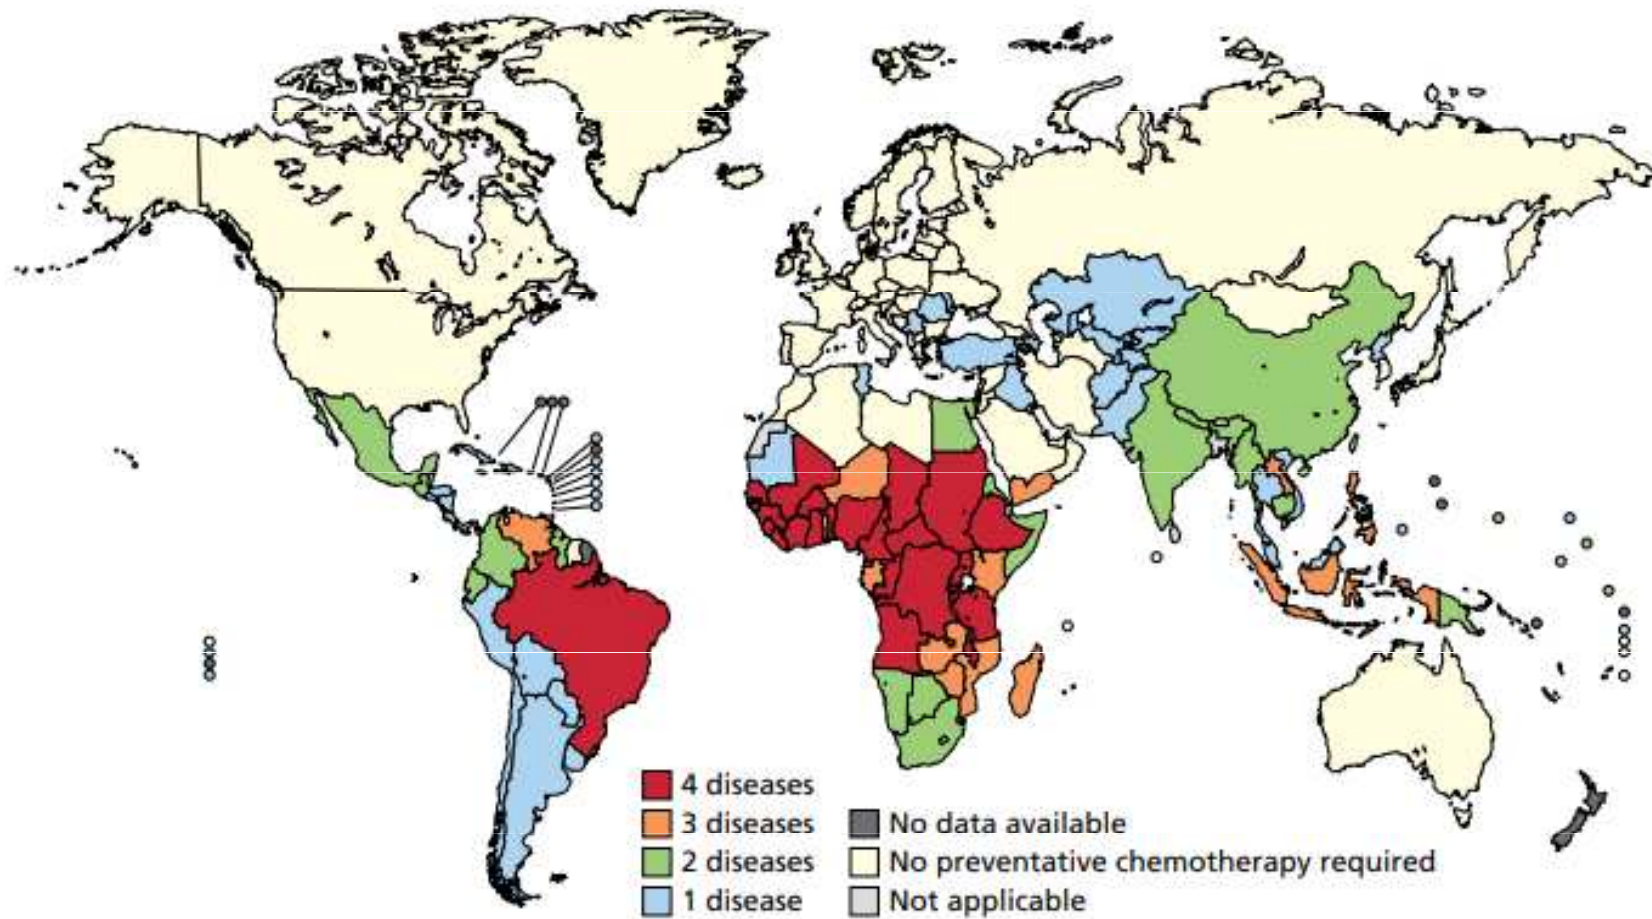 4 diseases
3 diseases
2 diseases
1 disease
No data available
No preventative chemotherapy required
Not applicable